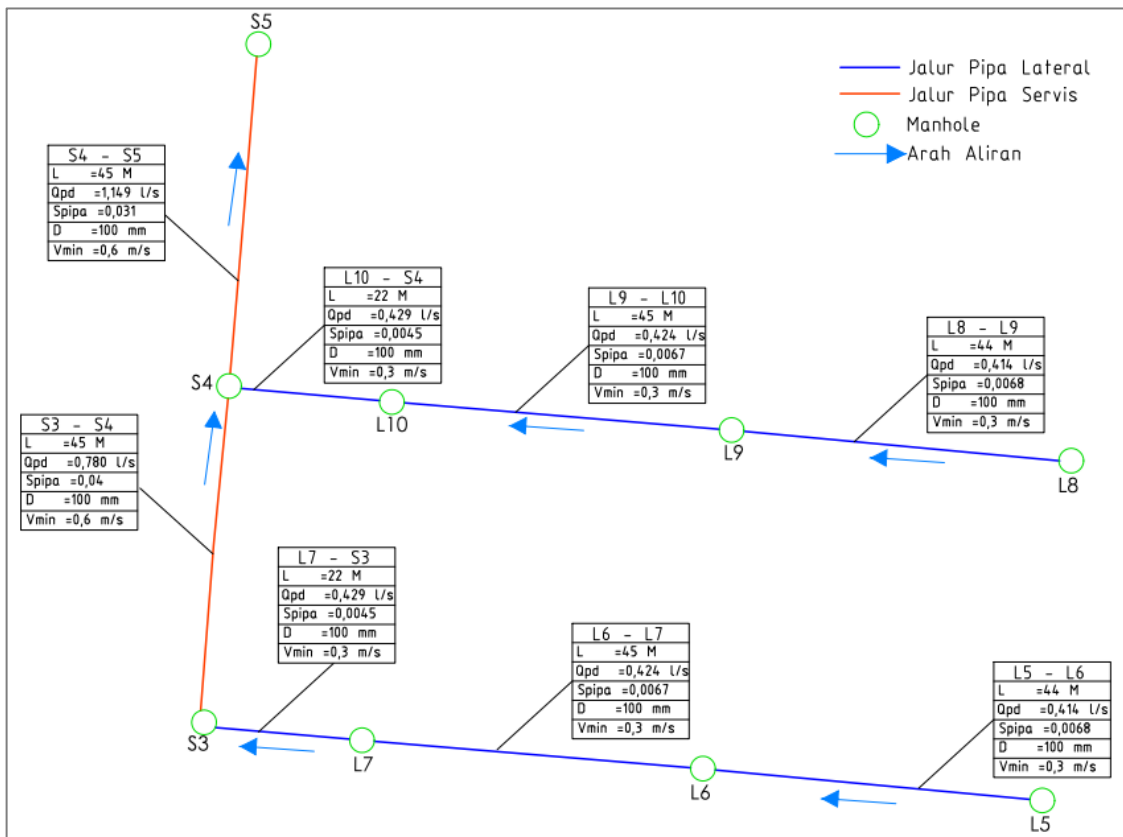 S5
Jalur Pipa Lateral
Jalur Pipa Servis
Manhole
Arah Aliran
S4 - S5
L =45 M
Qpd =1,149 l/s
Spipa =0,031
D =100 mm
Vmin =0,6 m/s
L10 - S4
L =22 M
Qpd =0,429 l/s
Spipa =0,0045
D =100 mm
Vmin =0,3 m/s
L9 - L10
L =45 M
Qpd =0,424 l/s
Spipa =0,0067
D =100 mm
Vmin =0,3 m/s
L8 - L9
L =44 M
Qpd =0,414 l/s
Spipa =0,0068
D =100 mm
Vmin =0,3 m/s
S4
L10
L9
L8
S3 - S4
L =45 M
Qpd =0,780 l/s
Spipa =0,04
D =100 mm
Vmin =0,6 m/s
L7 - S3
L =22 M
Qpd =0,429 l/s
Spipa =0,0045
D =100 mm
Vmin =0,3 m/s
L6 - L7
L =45 M
Qpd =0,424 l/s
Spipa =0,0067
D =100 mm
Vmin =0,3 m/s
L5 - L6
L =44 M
Qpd =0,414 l/s
Spipa =0,0068
D =100 mm
Vmin =0,3 m/s
S3
L7
L6
L5